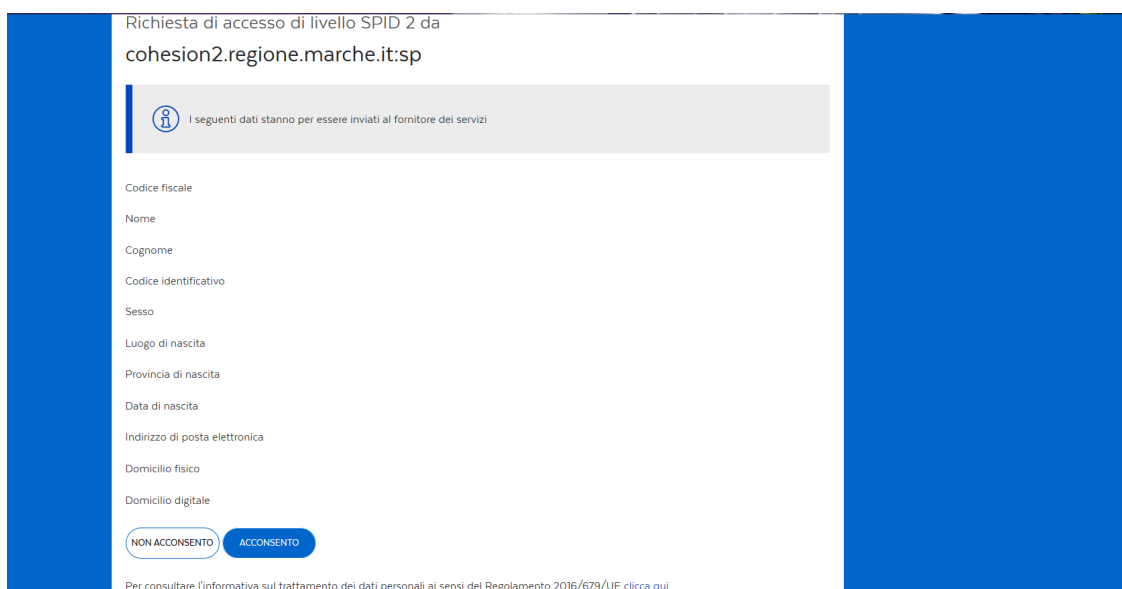 Richiesta di accesso di livello SPID 2 da
cohesion2.regione.marche.it:sp
I seguenti dati stanno per essere inviati al fornitore dei servizi
Codice fiscale
Nome
Cognome
Codice identificativo
Sesso
Luogo di nascita
Provincia di nascita
Data di nascita
Indirizzo di posta elettronica
Domicilio fisico
Domicilio digitale
NON ACCONSENTO ACCONSENTO
Per consultare l'informativa sul trattamento dei dati personali ai sensi del Regolamento 2016/679/UE clicca qui